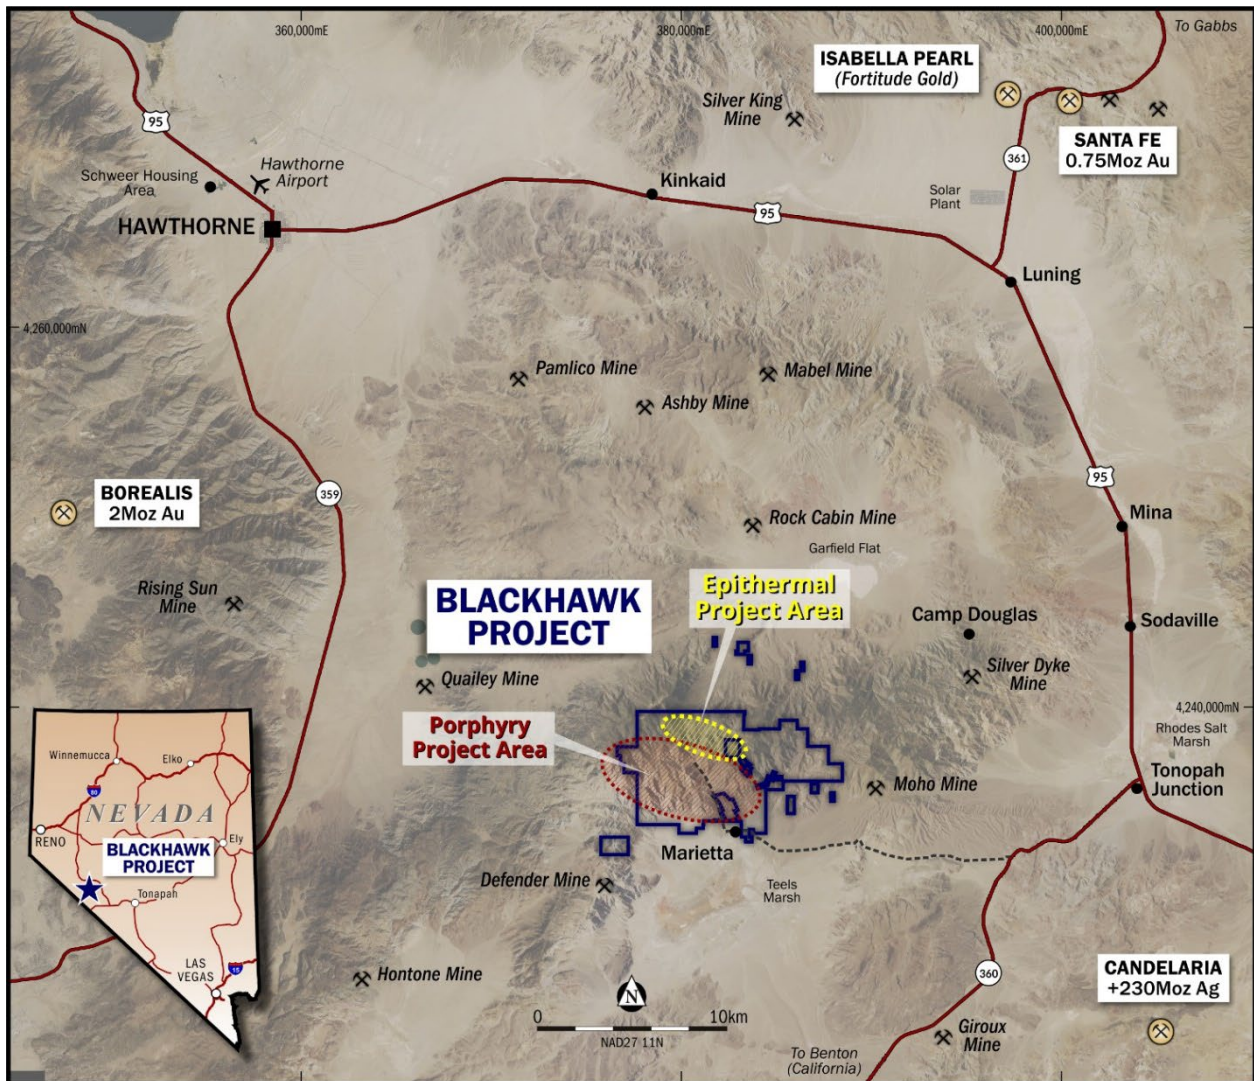 360,000mE
380,000mE
400,000mE
To Gabbs
ISABELLA PEARL
(Fortitude Gold)
Silver King
Mine
95
SANTA FE
0.75Moz Au
361
Hawthorne
Airport
Schweer Housing
Area
Kinkaid
Solar
Plant
95
HAWTHORNE
Luning
4,260,000mN
Pamlico Mine
Mabel Mine
Ashby Mine
95
359
BOREALIS
2Moz Au
Mina
Rock Cabin Mine
Garfield Flat
Rising Sun
Mine
BLACKHAWK
PROJECT
Epithermal
Project Area
Camp Douglas
Sodaville
Quailey Mine
Silver Dyke
Mine
4,240,000mN
Porphyry
Project Area
Rhodes Salt
Marsh
Moho Mine
Tonopah
Junction
Marietta
Defender Mine
Teels
Marsh
Hontone Mine
360
CANDELARIA
+230Moz Ag
N
0
10km
NAD27 11N
Giroux
Mine
To Benton
(California)
Winnemucca
Elko
80
NEVADA
RENO
Ely
BLACKHAWK
PROJECT
Tonapah
LAS
VEGAS
15